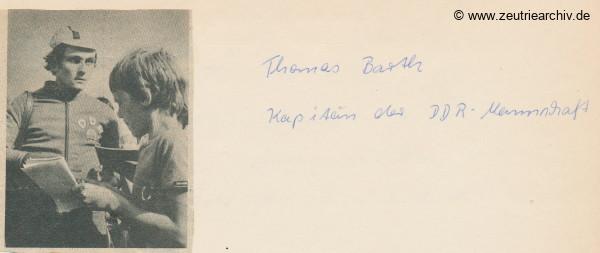 © www.zeutriearchiv.de
Thomas Barth
Kapitän der DDR-Mannschaft